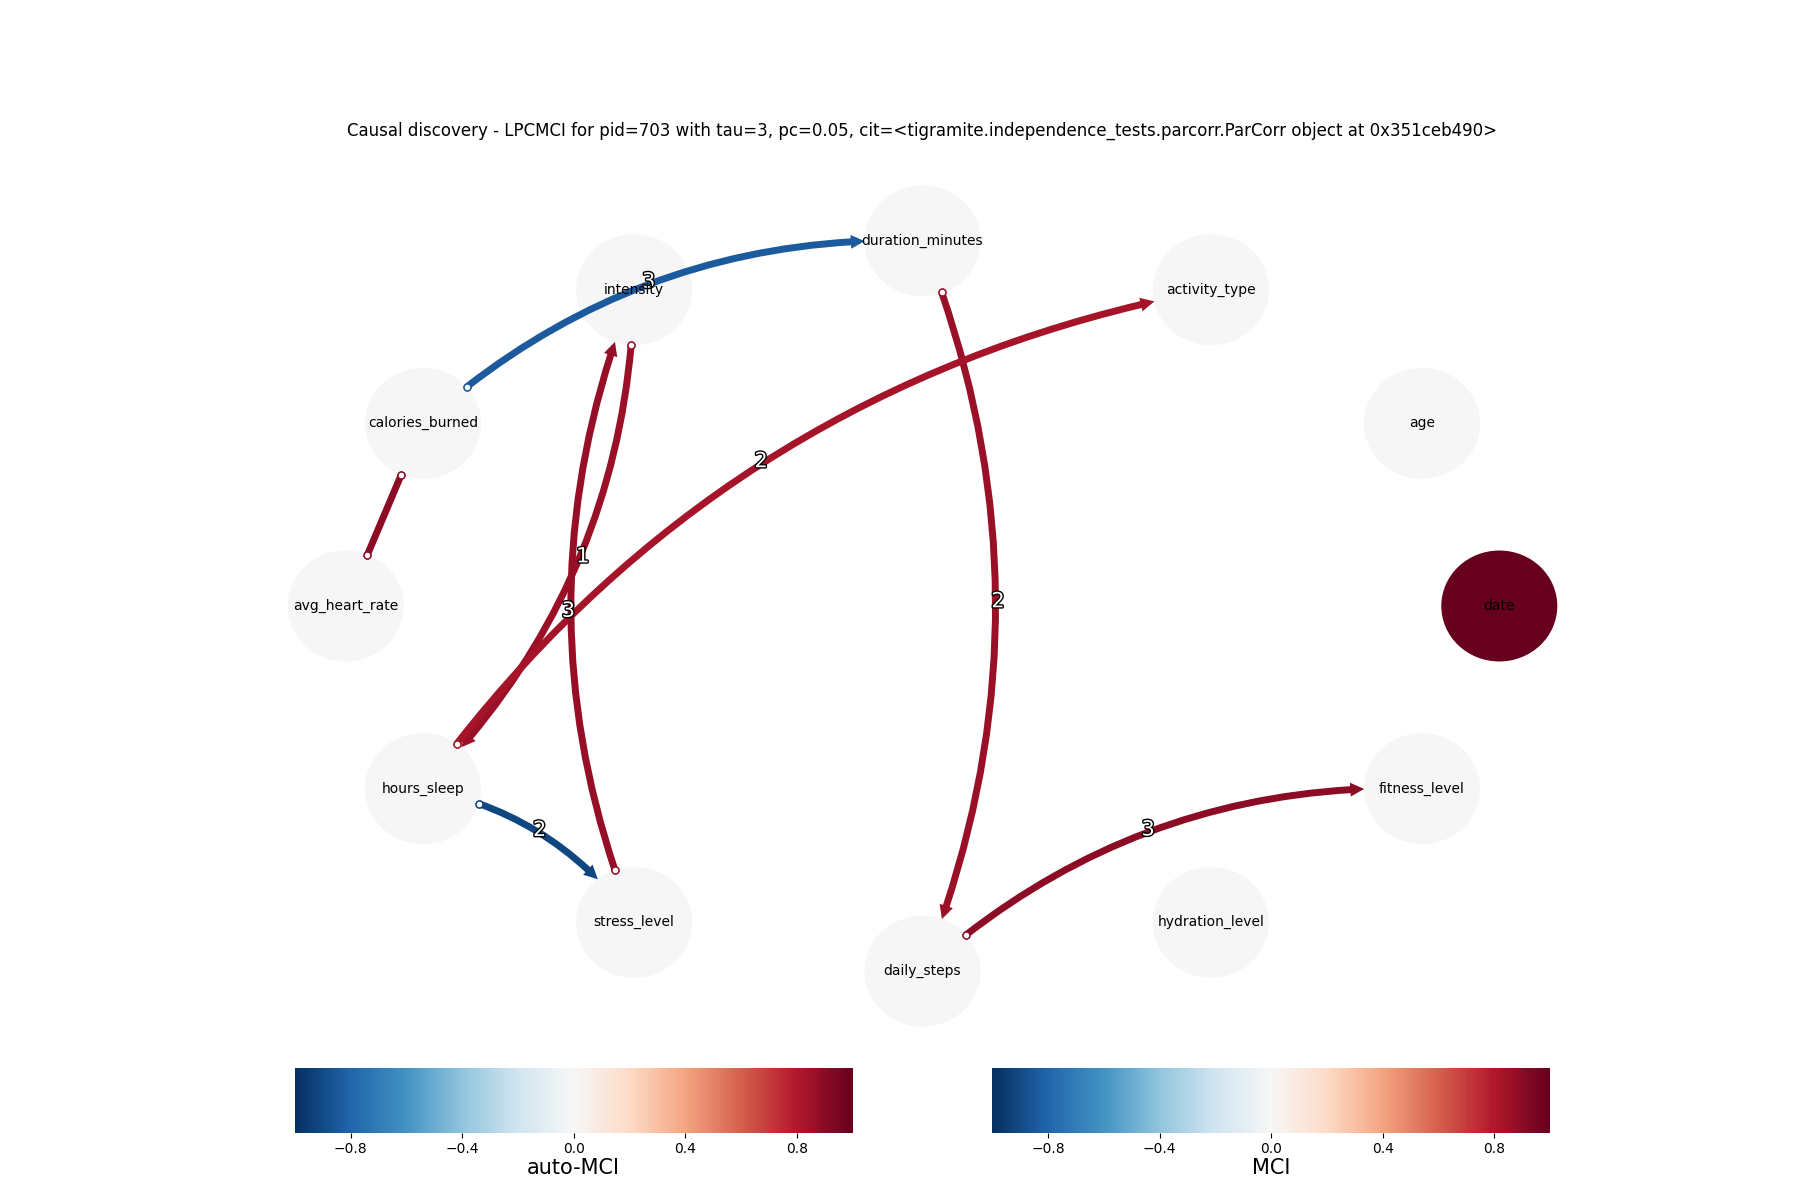 Causal discovery - LPCMCI for pid=703 with tau=3, pc=0.05, cit=<tigramite.independence_tests.parcorr.ParCorr object at 0x351ceb490>
duration_minutes
3
intensity
activity_type
calories_burned
age
2
1
avg_heart_rate
3
2
date
hours_sleep
fitness_level
2
3
stress_level
hydration_level
daily_steps
−0.8 −0.4 0.0 0.4 0.8
auto-MCI
−0.8 −0.4 0.0 0.4 0.8
MCI